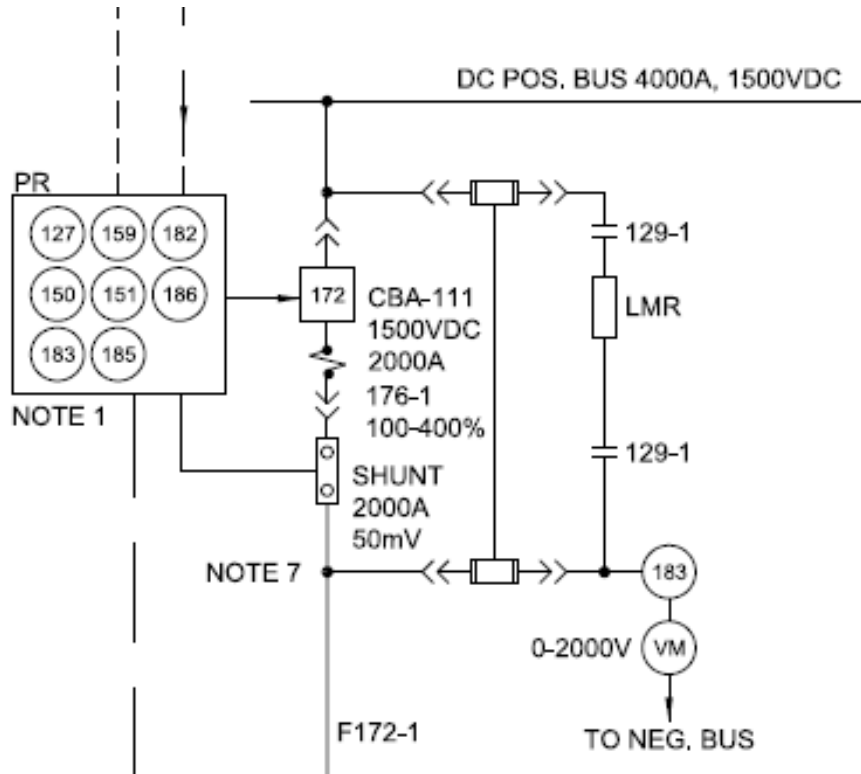 DC POS. BUS 4000A, 1500VDC
PR
127 159 182
150 151 186
183 185
NOTE 1
172
CBA-111
1500VDC
2000A
176-1
100-400%
SHUNT
2000A
50mV
129-1
LMR
129-1
NOTE 7
183
0-2000V VM
F172-1
TO NEG. BUS